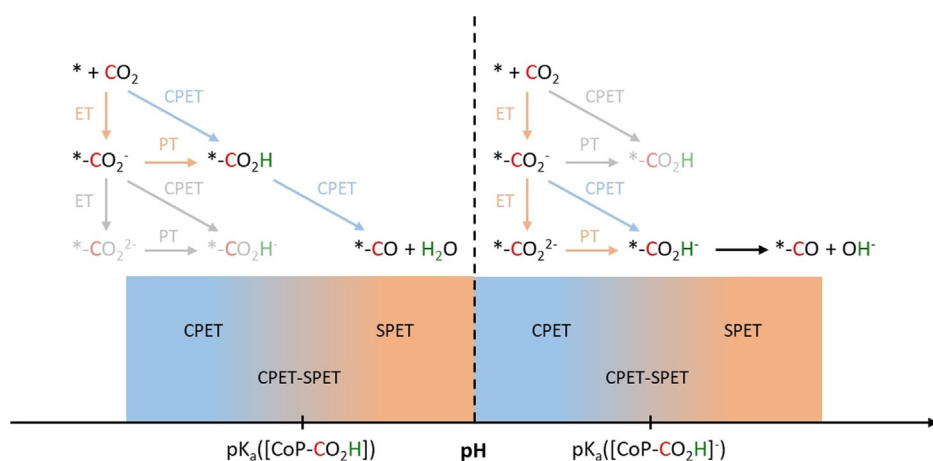 * + CO₂
ET
CPET
*-CO₂⁻
PT
*-CO₂H
ET
CPET
CPET
*-CO₂²⁻
PT
*-CO₂H⁻
*-CO + H₂O
* + CO₂
ET
CPET
*-CO₂⁻
PT
*-CO₂H
ET
CPET
*-CO₂²⁻
PT
*-CO₂H⁻
*-CO + OH⁻
CPET
SPET
CPET-SPET
CPET
SPET
CPET-SPET
pKₐ([CoP-CO₂H])
pH
pKₐ([CoP-CO₂H]⁻)